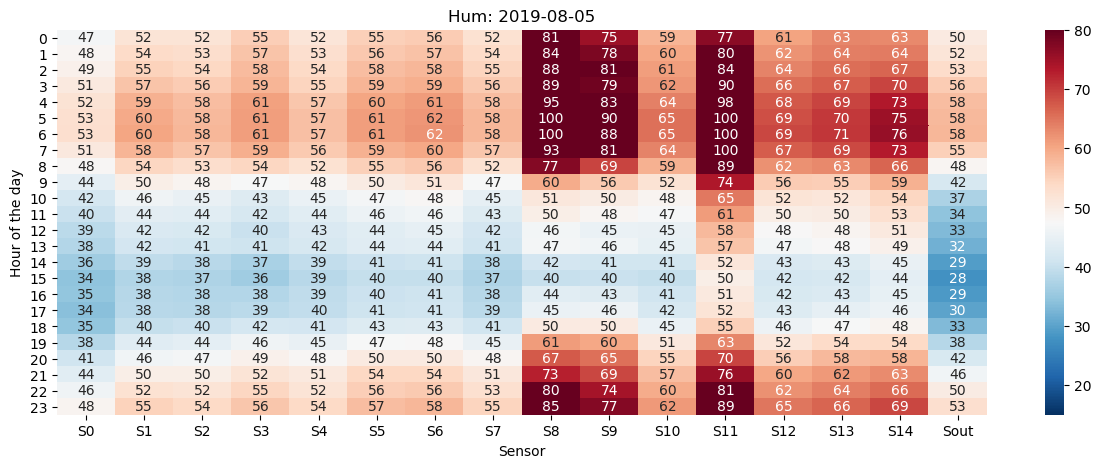 Hum: 2019-08-05
Hour of the day
0 47 52 52 55 52 55 56 52 81 75 59 77 61 63 63 50
1 48 54 53 57 53 56 57 54 84 78 60 80 62 64 64 52
2 49 55 54 58 54 58 58 55 88 81 61 84 64 66 67 53
3 51 57 56 59 55 59 59 56 89 79 62 90 66 67 70 56
4 52 59 58 61 57 60 61 58 95 83 64 98 68 69 73 58
5 53 60 58 61 57 61 62 58 100 90 65 100 69 70 75 58
6 53 60 58 61 57 61 62 58 100 88 65 100 69 71 76 58
7 51 58 57 59 56 59 60 57 93 81 64 100 67 69 73 55
8 48 54 53 54 52 55 56 52 77 69 59 89 62 63 66 48
9 44 50 48 47 48 50 51 47 60 56 52 74 56 55 59 42
10 42 46 45 43 45 47 48 45 51 50 48 65 52 52 54 37
11 40 44 44 42 44 46 46 43 50 48 47 61 50 50 53 34
12 39 42 42 40 43 44 45 42 46 45 45 58 48 48 51 33
13 38 42 41 41 42 44 44 41 47 46 45 57 47 48 49 32
14 36 39 38 37 39 41 41 38 42 41 41 52 43 43 45 29
15 34 38 37 36 39 40 40 37 40 40 40 50 42 42 44 28
16 35 38 38 38 39 40 41 38 44 43 41 51 42 43 45 29
17 34 38 38 39 40 41 41 39 45 46 42 52 43 44 46 30
18 35 40 40 42 41 43 43 41 50 50 45 55 46 47 48 33
19 38 44 44 46 45 47 48 45 61 60 51 63 52 54 54 38
20 41 46 47 49 48 50 50 48 67 65 55 70 56 58 58 42
21 44 50 50 52 51 54 54 51 73 69 57 76 60 62 63 46
22 46 52 52 55 52 56 56 53 80 74 60 81 62 64 66 50
23 48 55 54 56 54 57 58 55 85 77 62 89 65 66 69 53
S0 S1 S2 S3 S4 S5 S6 S7 S8 S9 S10 S11 S12 S13 S14 Sout
Sensor
80
70
60
50
40
30
20